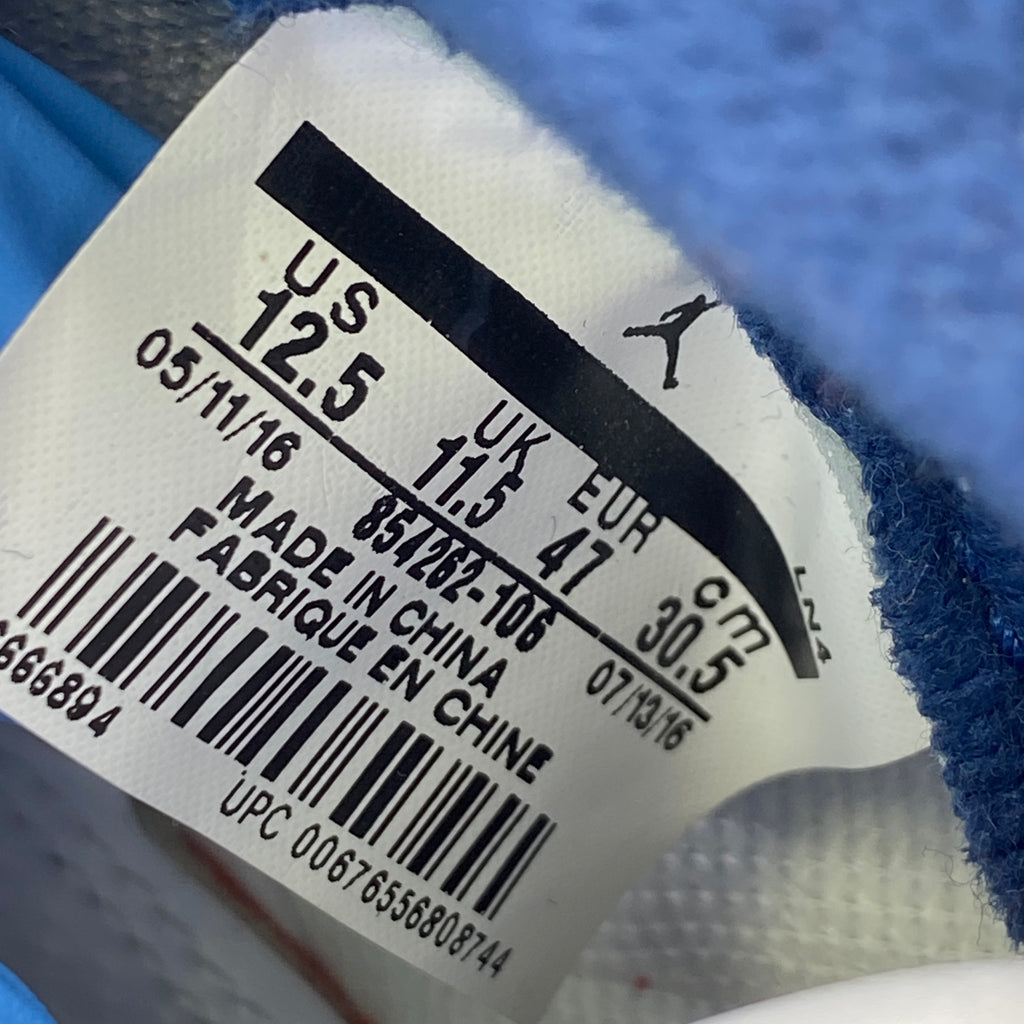 US UK EUR cm
12.5 11.5 47 30.5
05/11/16 854262-106 07/13/16
MADE IN CHINA
FABRIQUE EN CHINE
666894
UPC 00676556808744
LN4